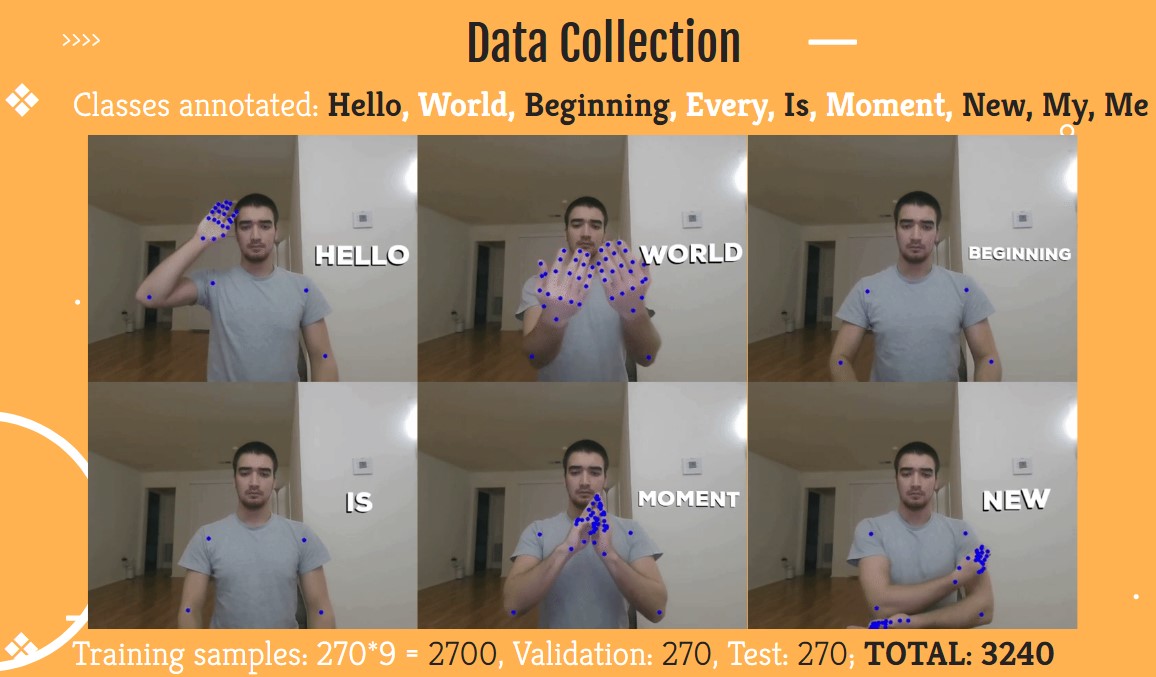 >>>>
Data Collection
❖ Classes annotated: Hello, World, Beginning, Every, Is, Moment, New, My, Me
HELLO
WORLD
BEGINNING
IS
MOMENT
NEW
❖ Training samples: 270*9 = 2700, Validation: 270, Test: 270; TOTAL: 3240